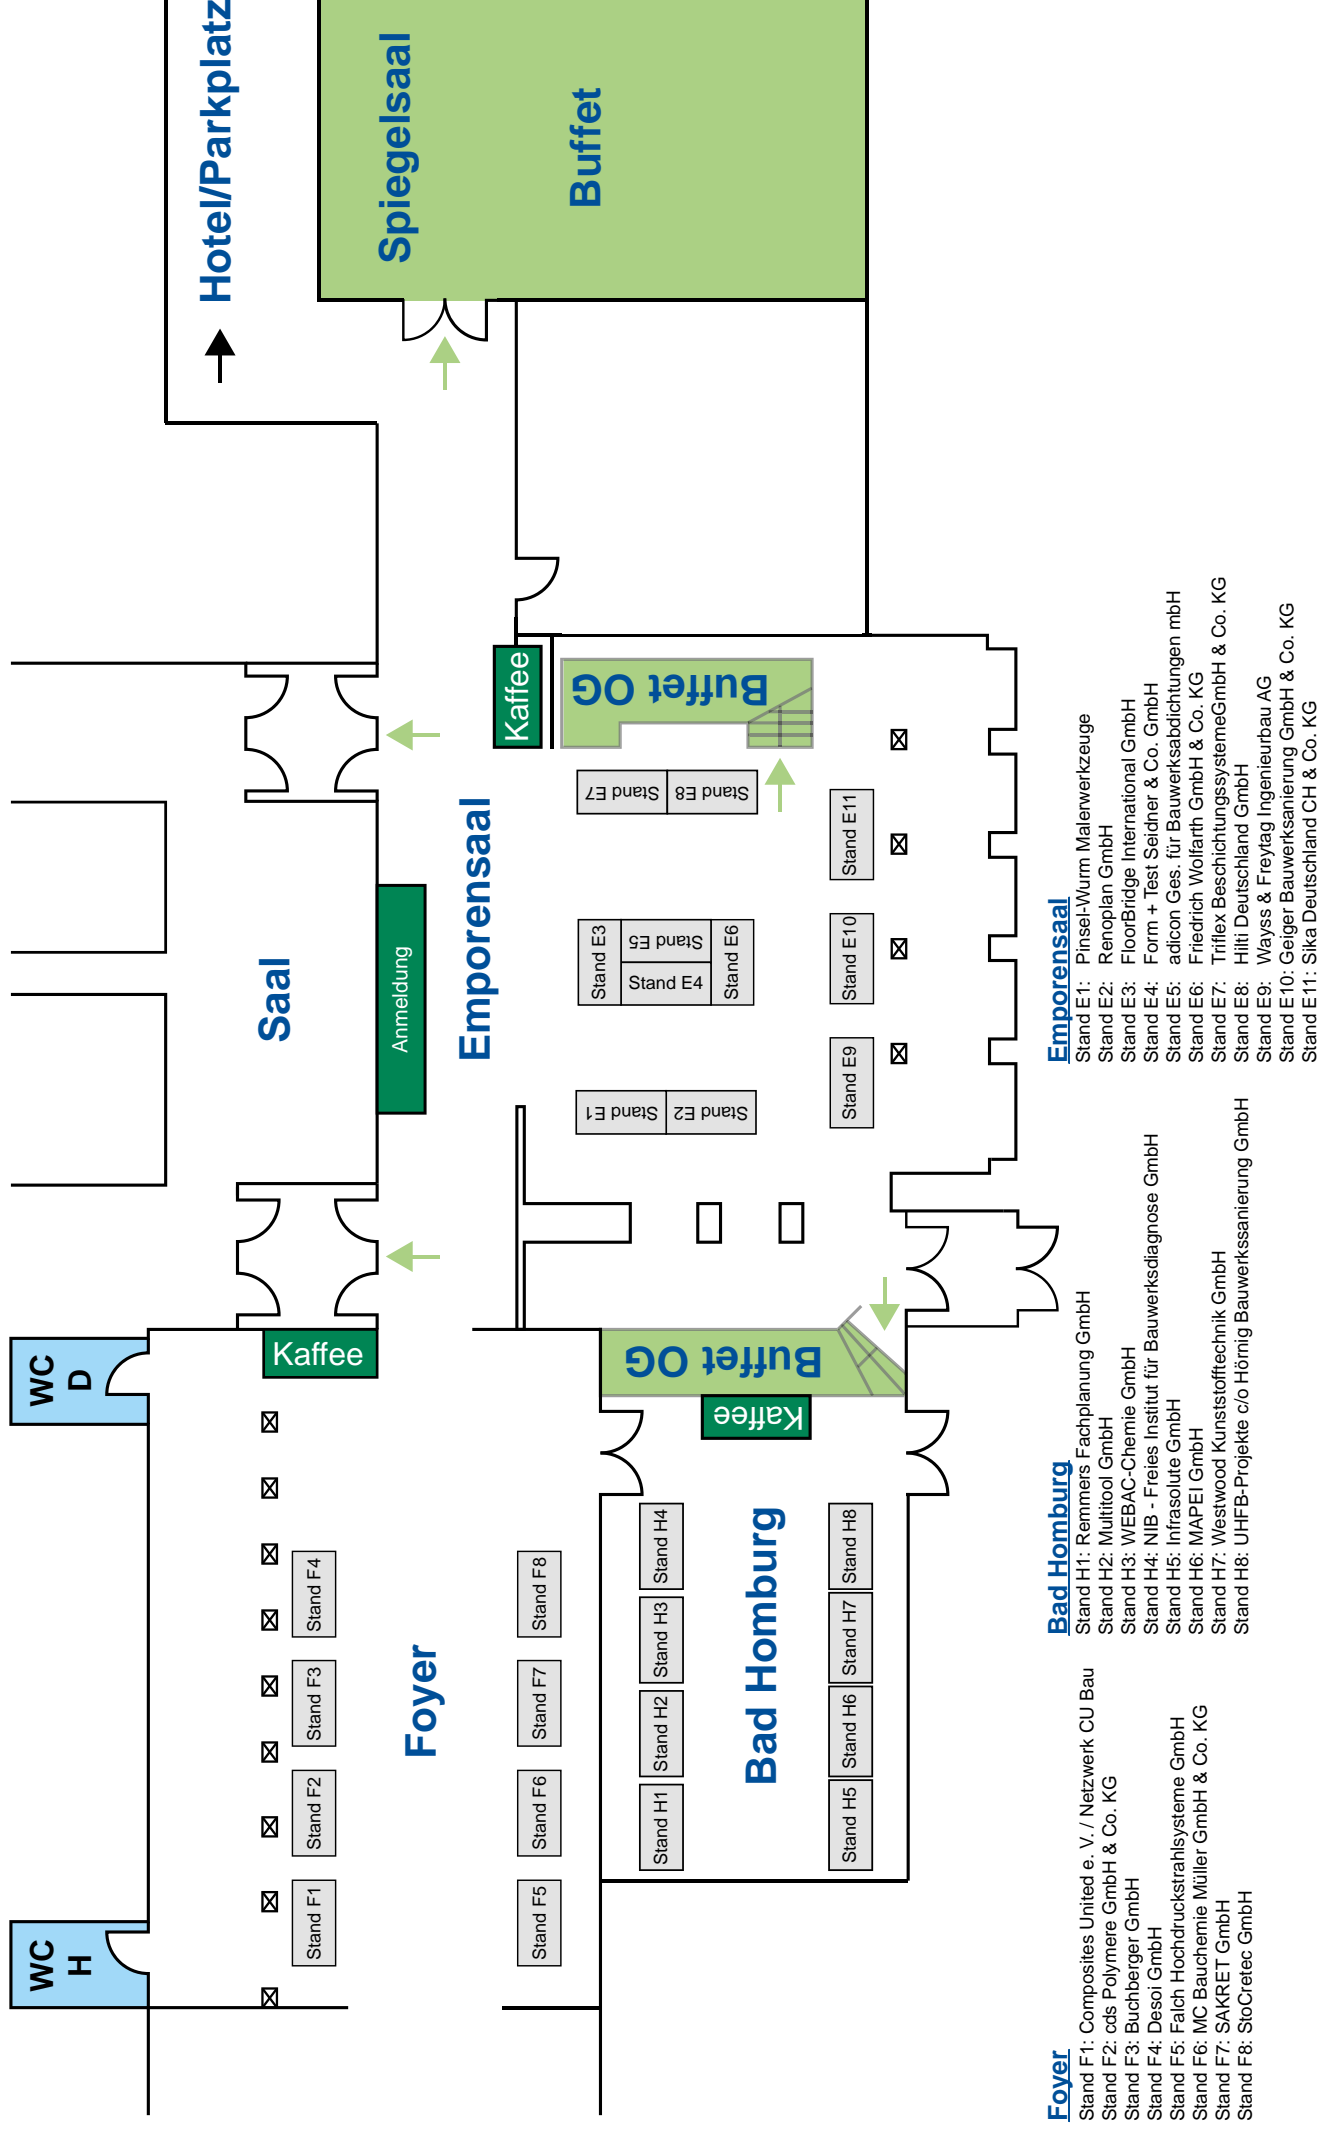 WC
H
WC
D
Saal
Hotel/Parkplatz
Kaffee
Anmeldung
Stand F1
Stand F2
Stand F3
Stand F4
Foyer
Emporensaal
Spiegelsaal
Kaffee
Stand F5
Stand F6
Stand F7
Stand F8
Buffet
Stand E1
Stand E2
Stand E3
Stand E4
Stand E5
Stand E6
Stand E7
Stand E8
Buffet OG
Stand H1
Stand H2
Stand H3
Stand H4
Buffet OG
Kaffee
Bad Homburg
Stand H5
Stand H6
Stand H7
Stand H8
Stand E9
Stand E10
Stand E11
Foyer
Stand F1: Composites United e. V. / Netzwerk CU Bau
Stand F2: cds Polymere GmbH & Co. KG
Stand F3: Buchberger GmbH
Stand F4: Desoi GmbH
Stand F5: Falch Hochdruckstrahlsysteme GmbH
Stand F6: MC Bauchemie Müller GmbH & Co. KG
Stand F7: SAKRET GmbH
Stand F8: StoCretec GmbH
Bad Homburg
Stand H1: Remmers Fachplanung GmbH
Stand H2: Multitool GmbH
Stand H3: WEBAC-Chemie GmbH
Stand H4: NIB - Freies Institut für Bauwerksdiagnose GmbH
Stand H5: Infrasolute GmbH
Stand H6: MAPEI GmbH
Stand H7: Westwood Kunststofftechnik GmbH
Stand H8: UHFB-Projekte c/o Hörnig Bauwerkssanierung GmbH
Emporensaal
Stand E1: Pinsel-Wurm Malerwerkzeuge
Stand E2: Renoplan GmbH
Stand E3: FloorBridge International GmbH
Stand E4: Form + Test Seidner & Co. GmbH
Stand E5: adicon Ges. für Bauwerksabdichtungen mbH
Stand E6: Friedrich Wolfarth GmbH & Co. KG
Stand E7: Triflex BeschichtungssystemeGmbH & Co. KG
Stand E8: Hilti Deutschland GmbH
Stand E9: Wayss & Freytag Ingenieurbau AG
Stand E10: Geiger Bauwerksanierung GmbH & Co. KG
Stand E11: Sika Deutschland CH & Co. KG